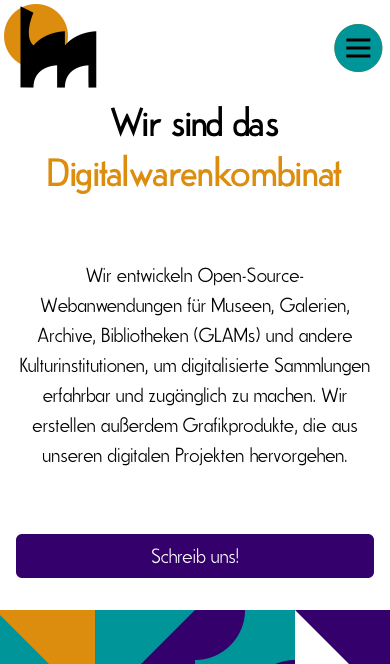 Wir sind das
Digitalwarenkombinat
Wir entwickeln Open-Source-
Webanwendungen für Museen, Galerien,
Archive, Bibliotheken (GLAMs) und andere
Kulturinstitutionen, um digitalisierte Sammlungen
erfahrbar und zugänglich zu machen. Wir
erstellen außerdem Grafikprodukte, die aus
unseren digitalen Projekten hervorgehen.
Schreib uns!